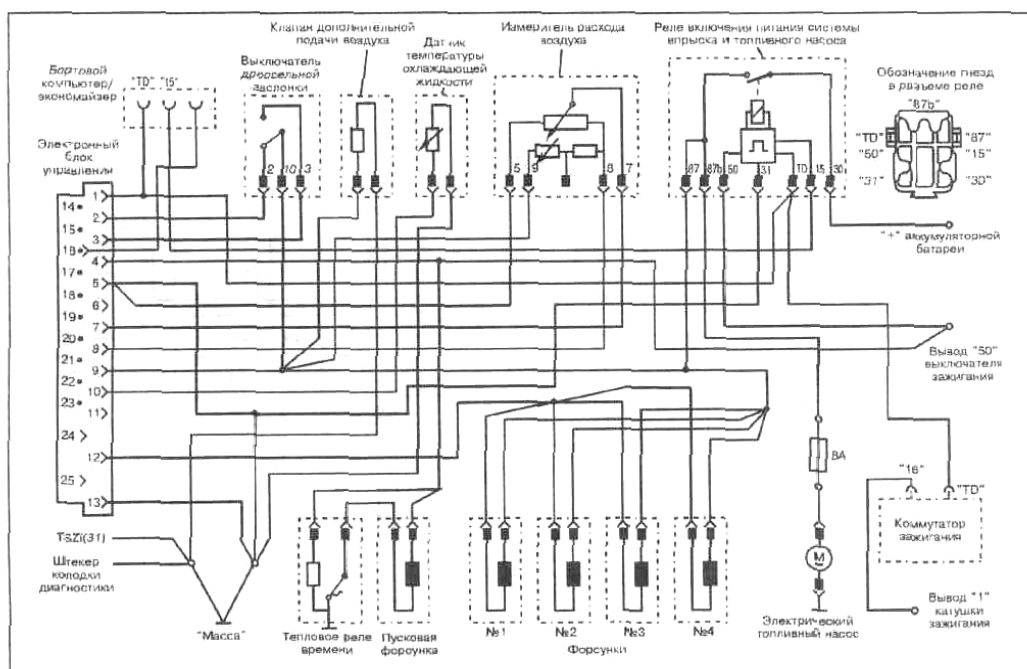 Клапан дополнительной
подачи воздуха
Измеритель расхода
воздуха
Реле включения питания системы
впрыска и топливного насоса
Датчик
температуры
охлаждающей
жидкости
Выключатель
дроссельной
заслонки
Бортовой
компьютер/
экономайзер
"TD" "15"
Обозначение гнезд
в разъеме реле
"87b"
"TD"
"87"
"50"
"15"
"31"
"30"
Электронный
блок
управления
2 10 3
5 9 8 7
87 87b 50 31 TD 15 30
1
14
2
15
3
16
4
17
5
18
6
19
7
20
8
21
9
22
10
23
11
24
12
25
13
"+" аккумуляторной
батареи
Вывод "50"
выключателя
зажигания
8A
"16"
"TD"
Коммутатор
зажигания
M
TSZi(31)
Штекер
колодки
диагностики
"Масса"
Тепловое реле
времени
Пусковая
форсунка
№1 №2 №3 №4
Форсунки
Электрический
топливный насос
Вывод "1"
катушки
зажигания